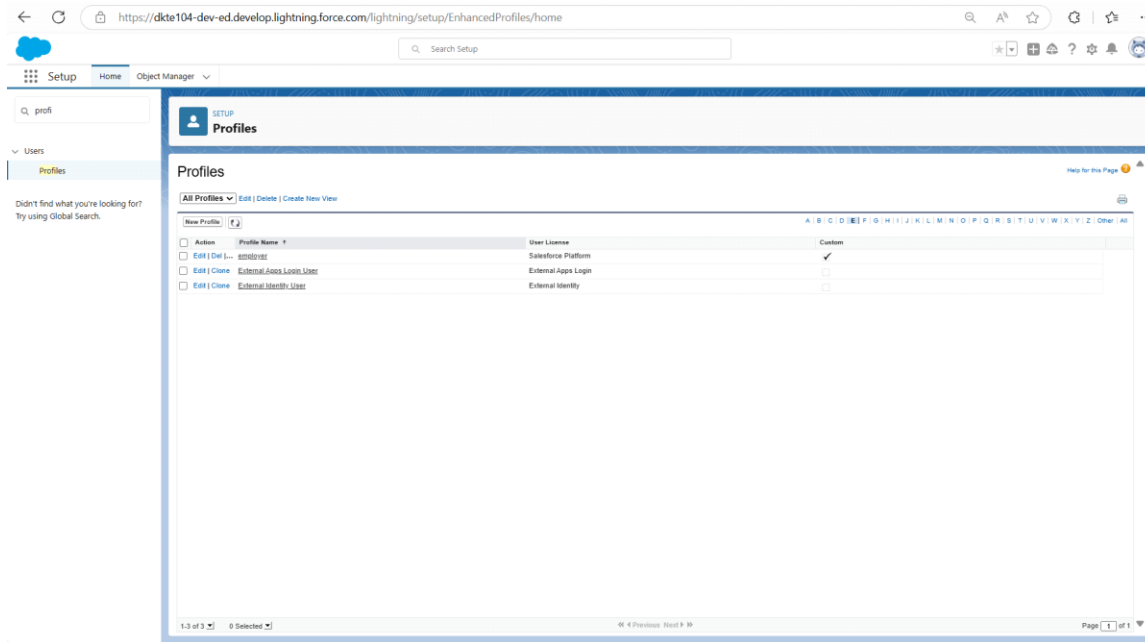 https://dkte104-dev-ed.develop.lightning.force.com/lightning/setup/EnhancedProfiles/home
Search Setup
Setup Home Object Manager
profi
Users
Profiles
Didn't find what you're looking for?
Try using Global Search.
SETUP
Profiles
Profiles
Help for this Page ?
All Profiles Edit | Delete | Create New View
New Profile
A | B | C | D | E | F | G | H | I | J | K | L | M | N | O | P | Q | R | S | T | U | V | W | X | Y | Z | Other | All
Action Profile Name User License Custom
Edit | Del |... employer Salesforce Platform
Edit | Clone External Apps Login User External Apps Login
Edit | Clone External Identity User External Identity
1-3 of 3 0 Selected Previous Next Page 1 of 1